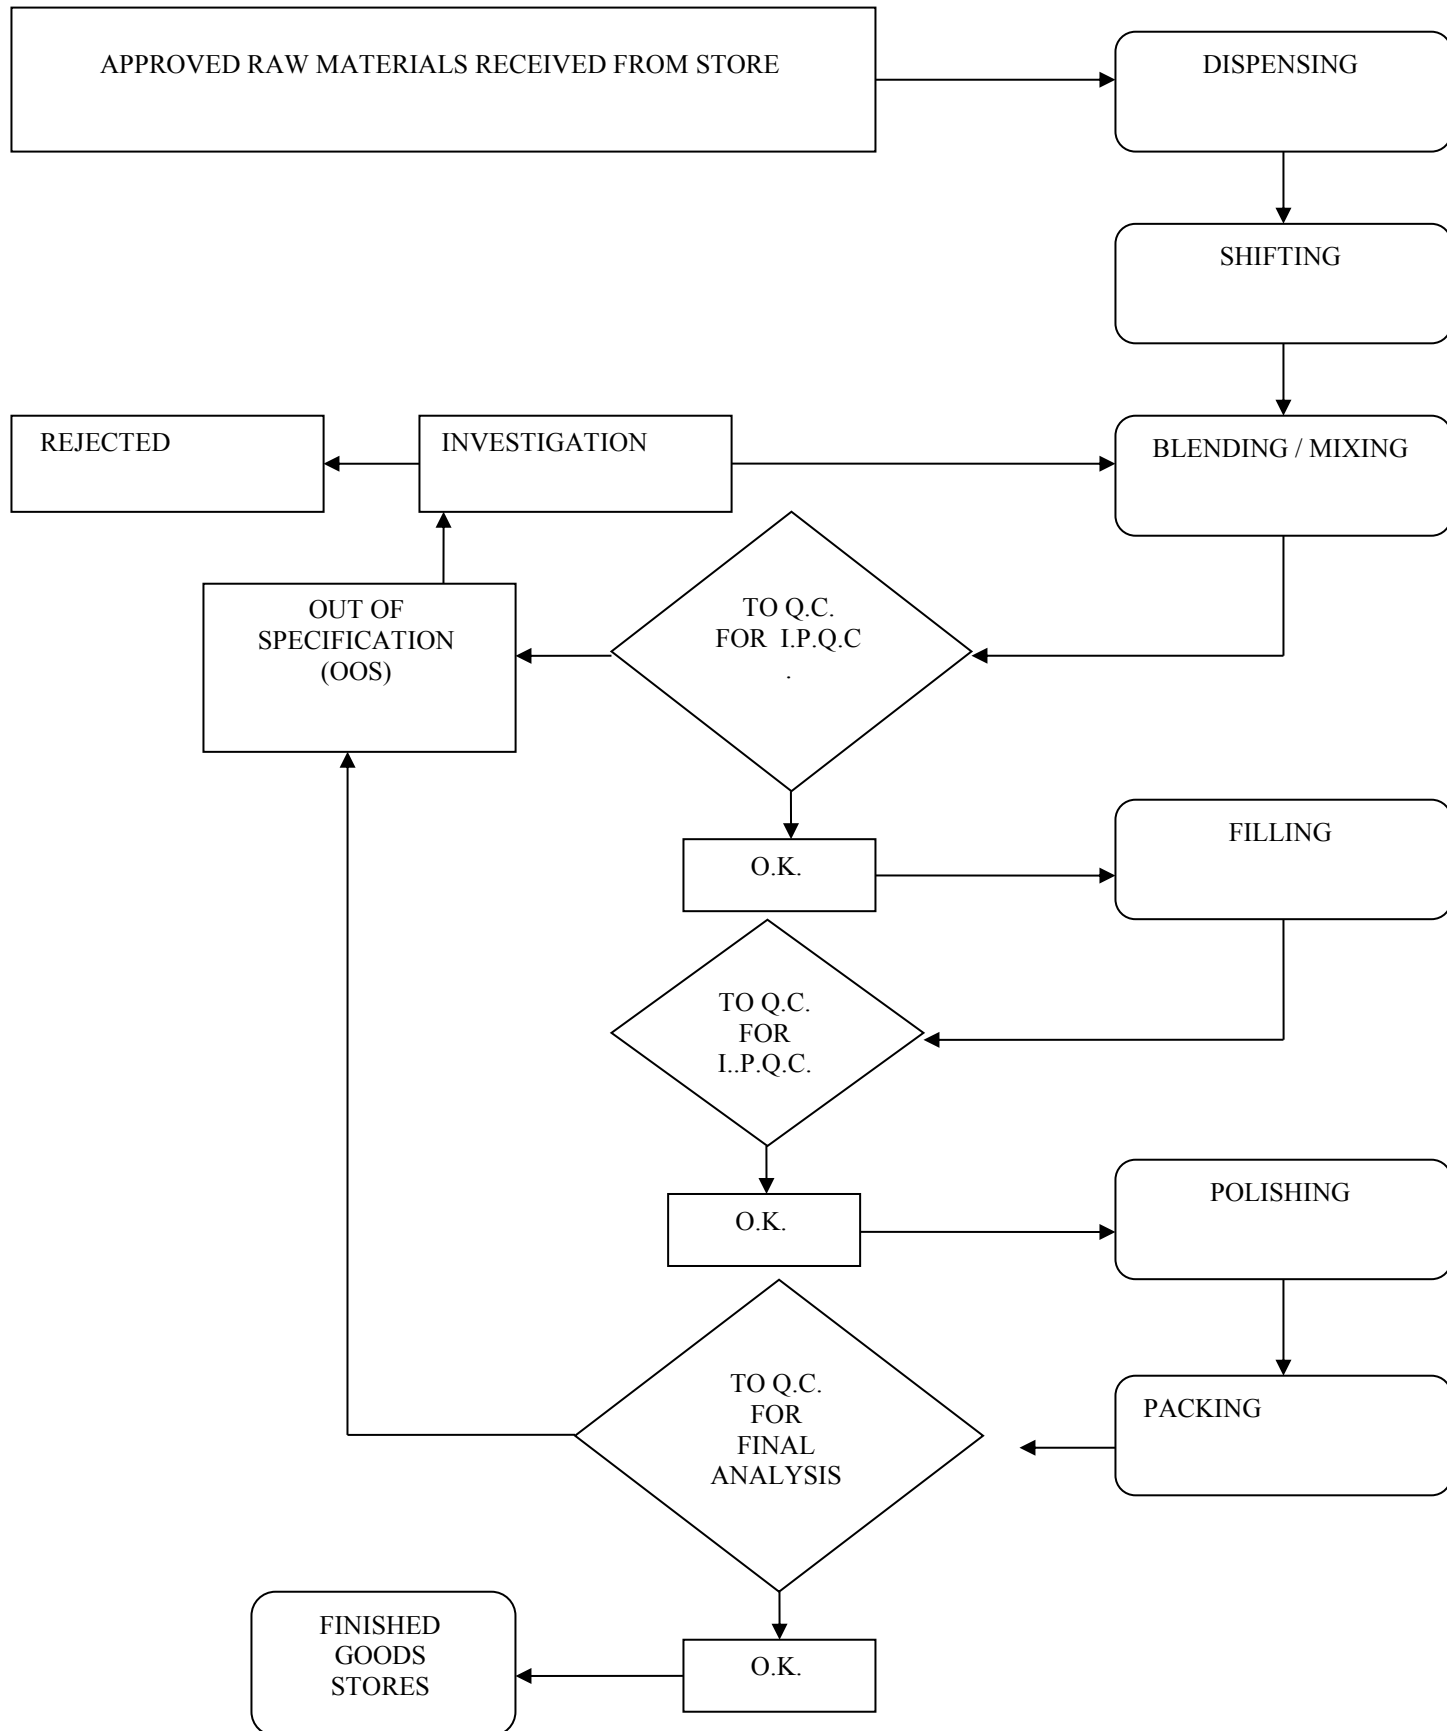 APPROVED RAW MATERIALS RECEIVED FROM STORE
DISPENSING
SHIFTING
REJECTED
INVESTIGATION
BLENDING / MIXING
OUT OF
SPECIFICATION
(OOS)
TO Q.C.
FOR I.P.Q.C
.
O.K.
FILLING
TO Q.C.
FOR
I..P.Q.C.
O.K.
POLISHING
TO Q.C.
FOR
FINAL
ANALYSIS
PACKING
FINISHED
GOODS
STORES
O.K.